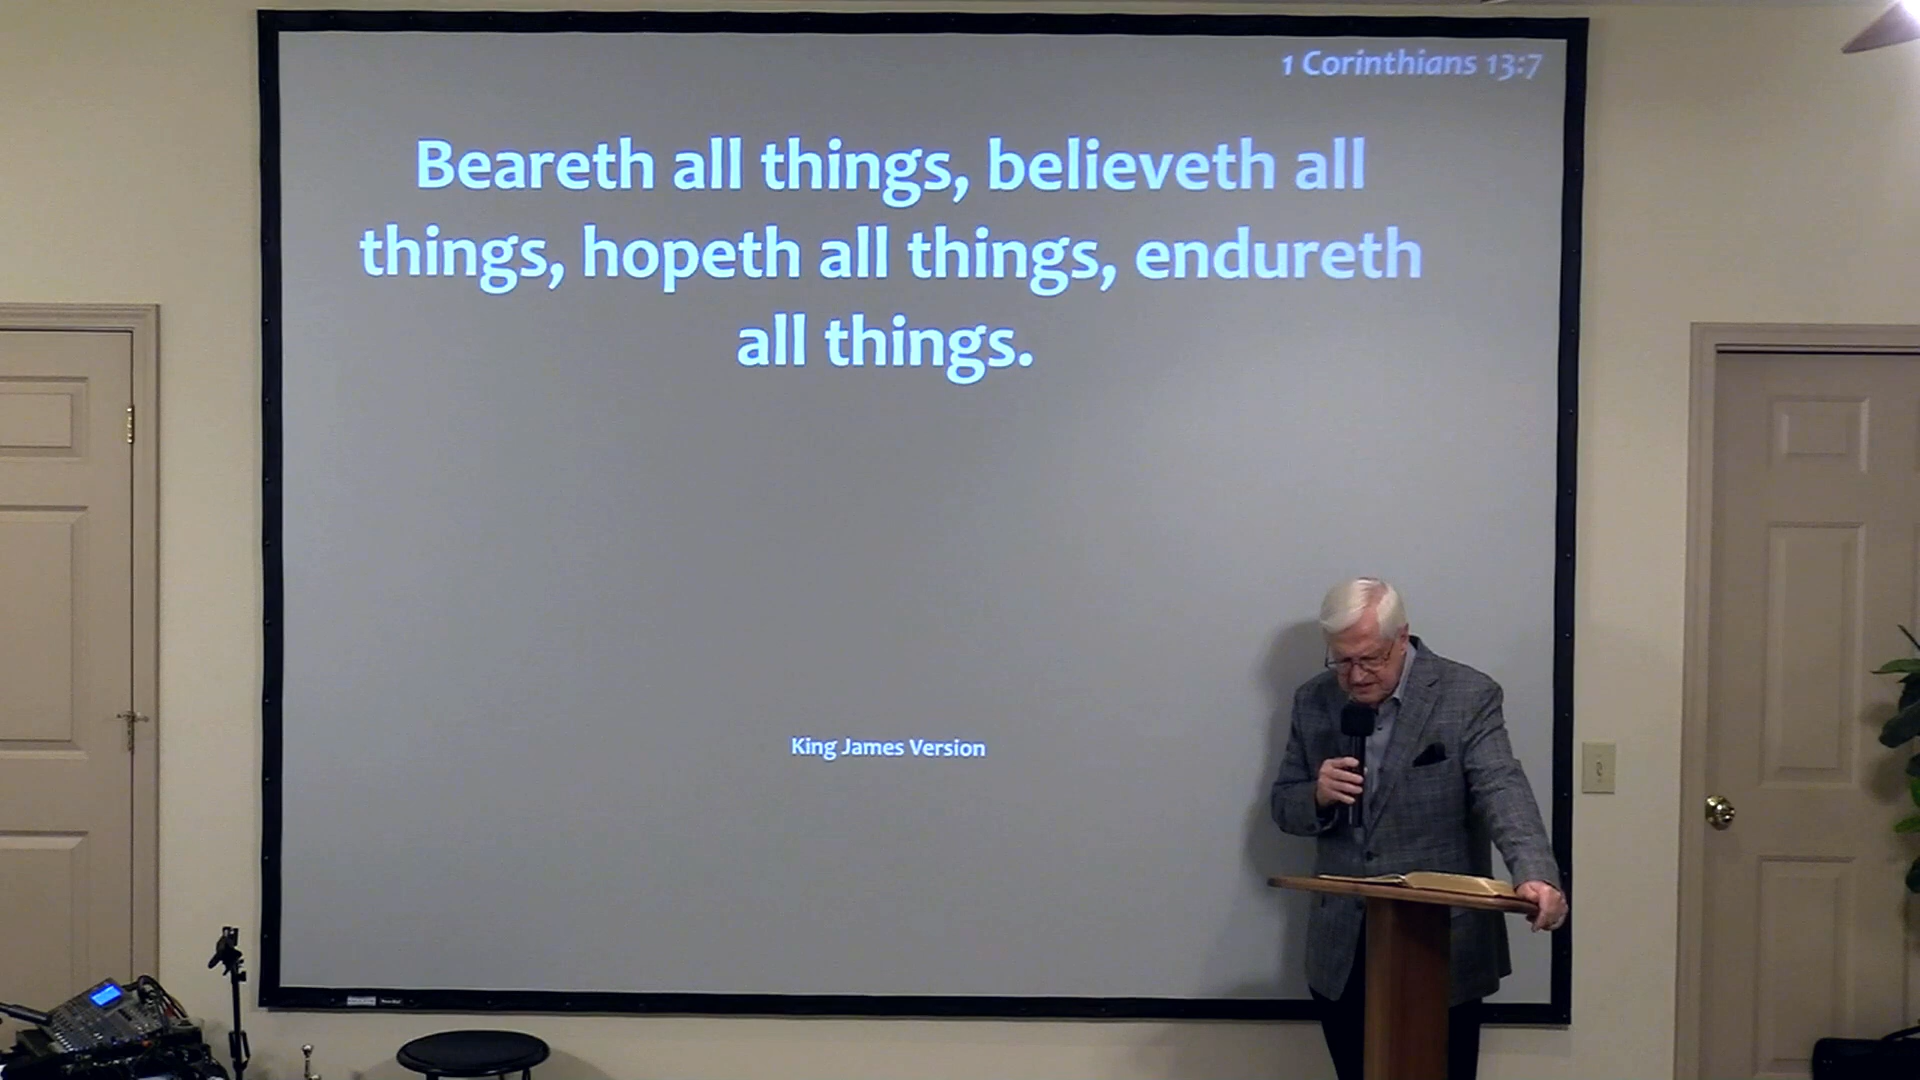 1 Corinthians 13:7
Beareth all things, believeth all
things, hopeth all things, endureth
all things.
King James Version